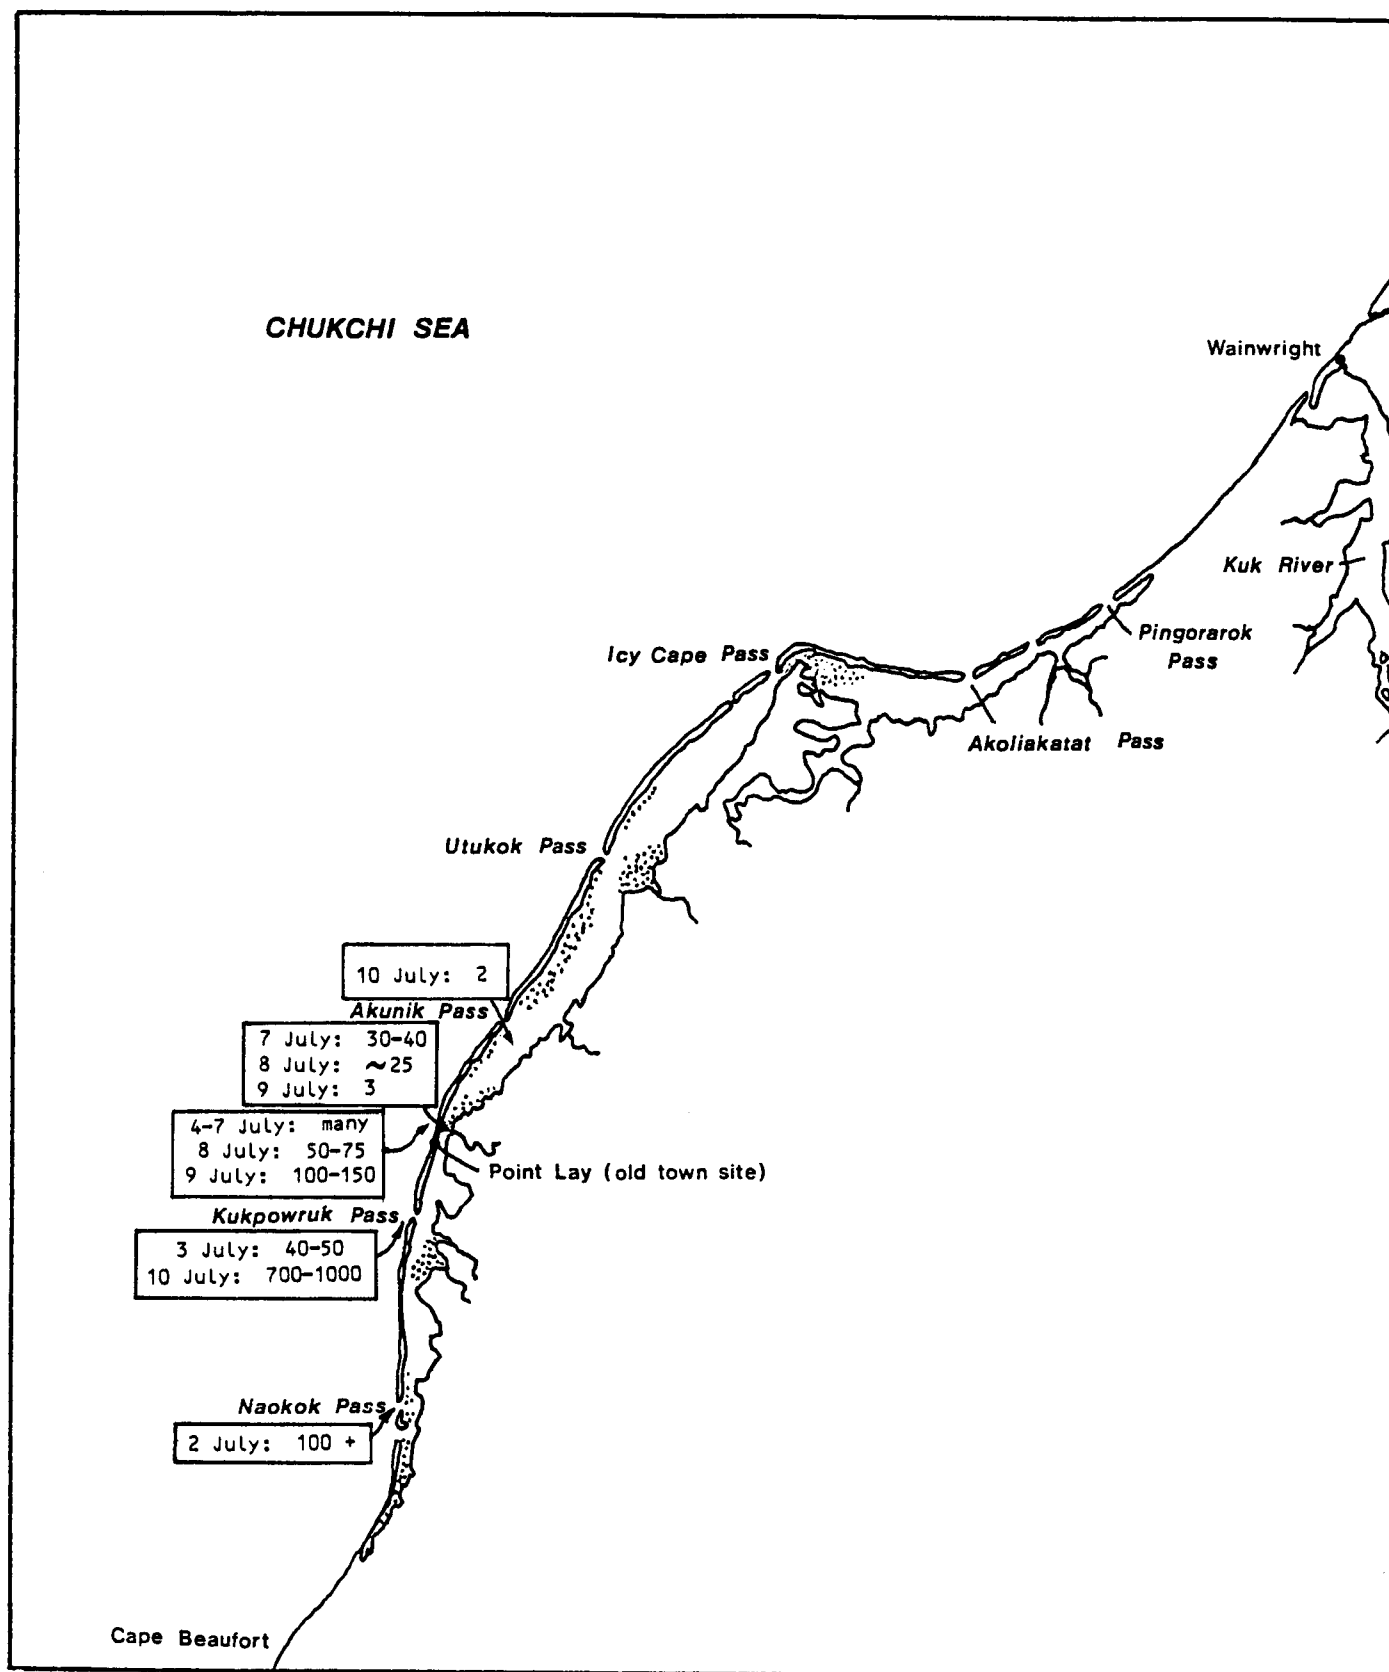 CHUKCHI SEA
Wainwright
Kuk River
Pingorarok
Pass
Icy Cape Pass
Akoliakatat Pass
Utukok Pass
10 July: 2
Akunik Pass
7 July: 30-40
8 July: ~25
9 July: 3
4-7 July: many
8 July: 50-75
9 July: 100-150
Point Lay (old town site)
Kukpowruk Pass
3 July: 40-50
10 July: 700-1000
Naokok Pass
2 July: 100 +
Cape Beaufort